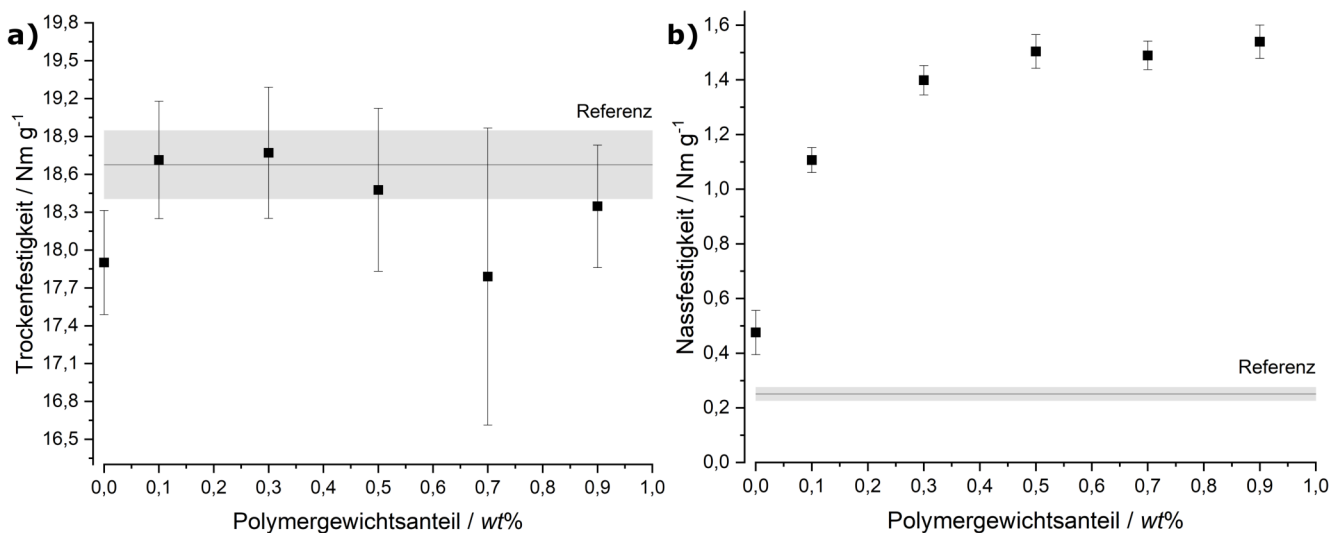 a)
Trockenfestigkeit / Nm g⁻¹
19,8
19,5
19,2
18,9
18,6
18,3
18,0
17,7
17,4
17,1
16,8
16,5
Referenz
0,0 0,1 0,2 0,3 0,4 0,5 0,6 0,7 0,8 0,9 1,0
Polymergewichtsanteil / wt%
b)
Nassfestigkeit / Nm g⁻¹
1,6
1,4
1,2
1,0
0,8
0,6
0,4
0,2
0,0
Referenz
0,0 0,1 0,2 0,3 0,4 0,5 0,6 0,7 0,8 0,9 1,0
Polymergewichtsanteil / wt%